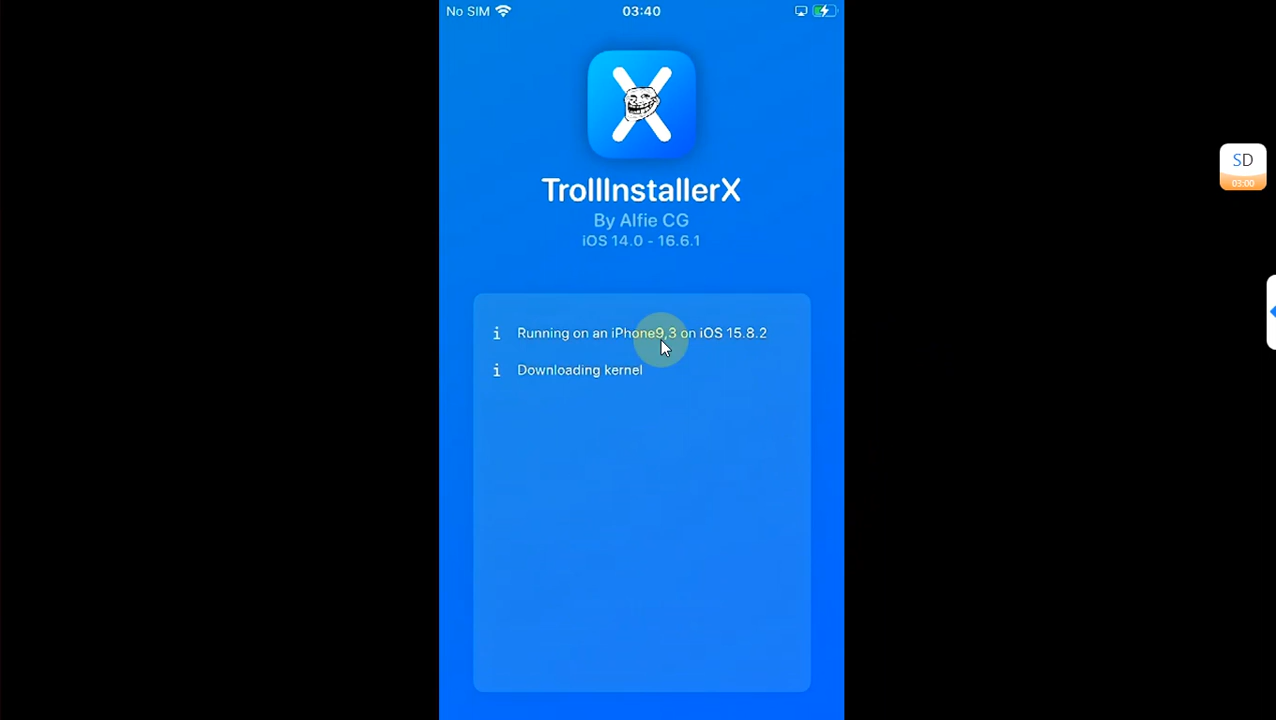 No SIM
03:40
TrollInstallerX
By Alfie CG
iOS 14.0 - 16.6.1
i Running on an iPhone9,3 on iOS 15.8.2
i Downloading kernel
SD
03:00